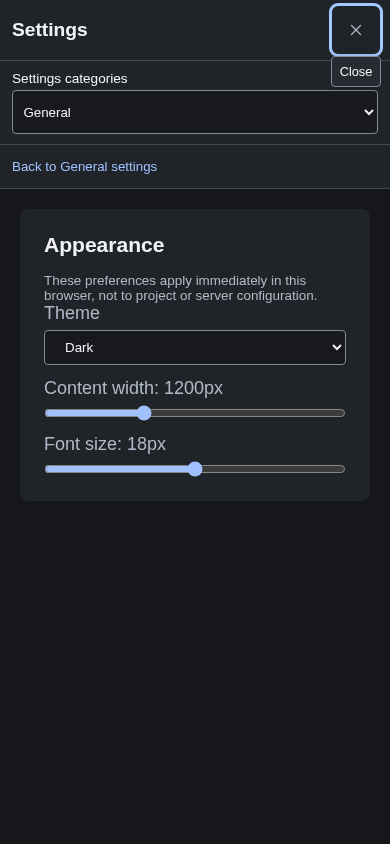 Settings
Close
Settings categories
General
Back to General settings
Appearance
These preferences apply immediately in this
browser, not to project or server configuration.
Theme
Dark
Content width: 1200px
Font size: 18px